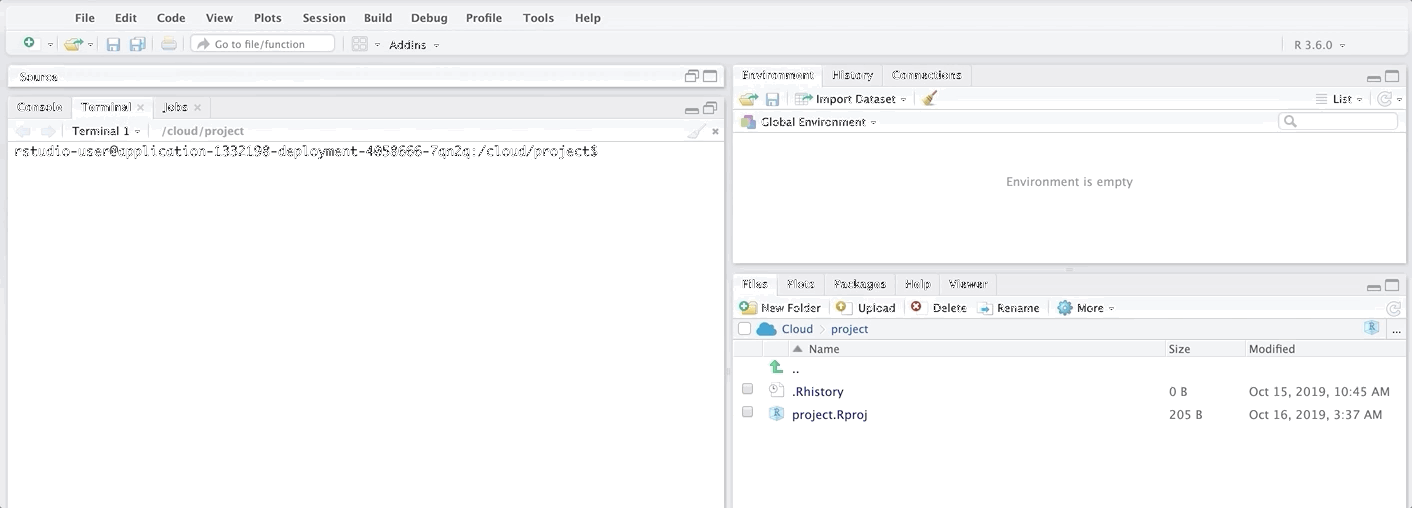 File Edit Code View Plots Session Build Debug Profile Tools Help
Go to file/function Addins R 3.6.0
Source
Console Terminal Jobs
Terminal 1 /cloud/project
rstudio-user@application-1332198-deployment-4058666-7qn2q:/cloud/project$
Environment History Connections
Import Dataset List
Global Environment
Environment is empty
Files Plots Packages Help Viewer
New Folder Upload Delete Rename More
Cloud project R ...
Name Size Modified
..
.Rhistory 0 B Oct 15, 2019, 10:45 AM
R project.Rproj 205 B Oct 16, 2019, 3:37 AM